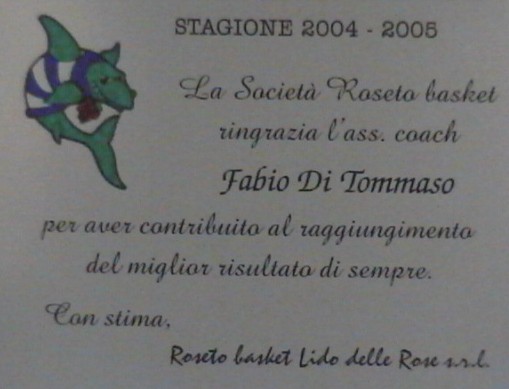 STAGIONE 2004 - 2005
La Società Roseto basket
ringrazia l'ass. coach
Fabio Di Tommaso
per aver contribuito al raggiungimento
del miglior risultato di sempre.
Con stima,
Roseto basket Lido delle Rose s.r.l.